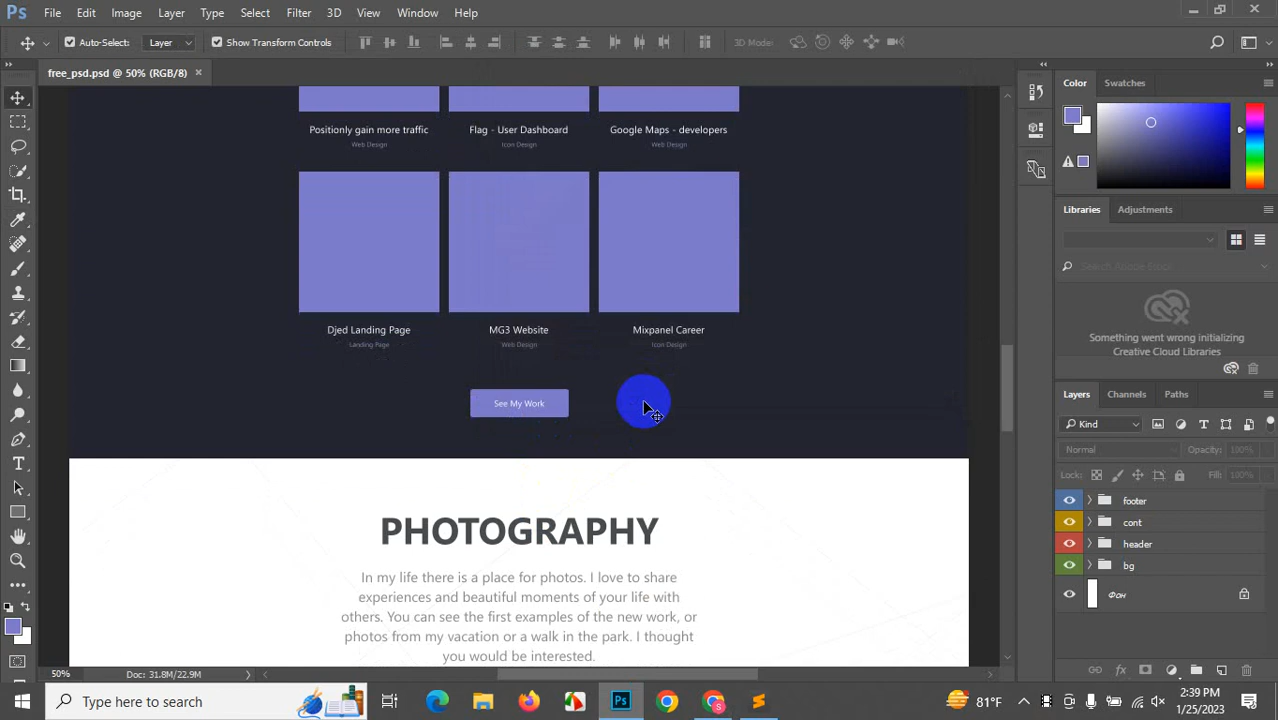 Ps File Edit Image Layer Type Select Filter 3D View Window Help
Auto-Select: Layer Show Transform Controls 3D Mode:
free_psd.psd @ 50% (RGB/8)
Color Swatches
Positionly gain more traffic Flag - User Dashboard Google Maps - developers
Web Design Icon Design Web Design
Libraries Adjustments
Something went wrong initializing
Creative Cloud Libraries
Djed Landing Page MG3 Website Mixpanel Career
Landing Page Web Design Icon Design
See My Work
Layers Channels Paths
Kind
Normal Opacity: 100%
Lock: Fill: 100%
footer
cont
header
bg
Фон
PHOTOGRAPHY
In my life there is a place for photos. I love to share
experiences and beautiful moments of your life with
others. You can see the first examples of the new work, or
photos from my vacation or a walk in the park. I thought
you would be interested.
50% Doc: 31.8M/22.9M
Type here to search
Ps
S
81°F
2:39 PM
1/25/2023